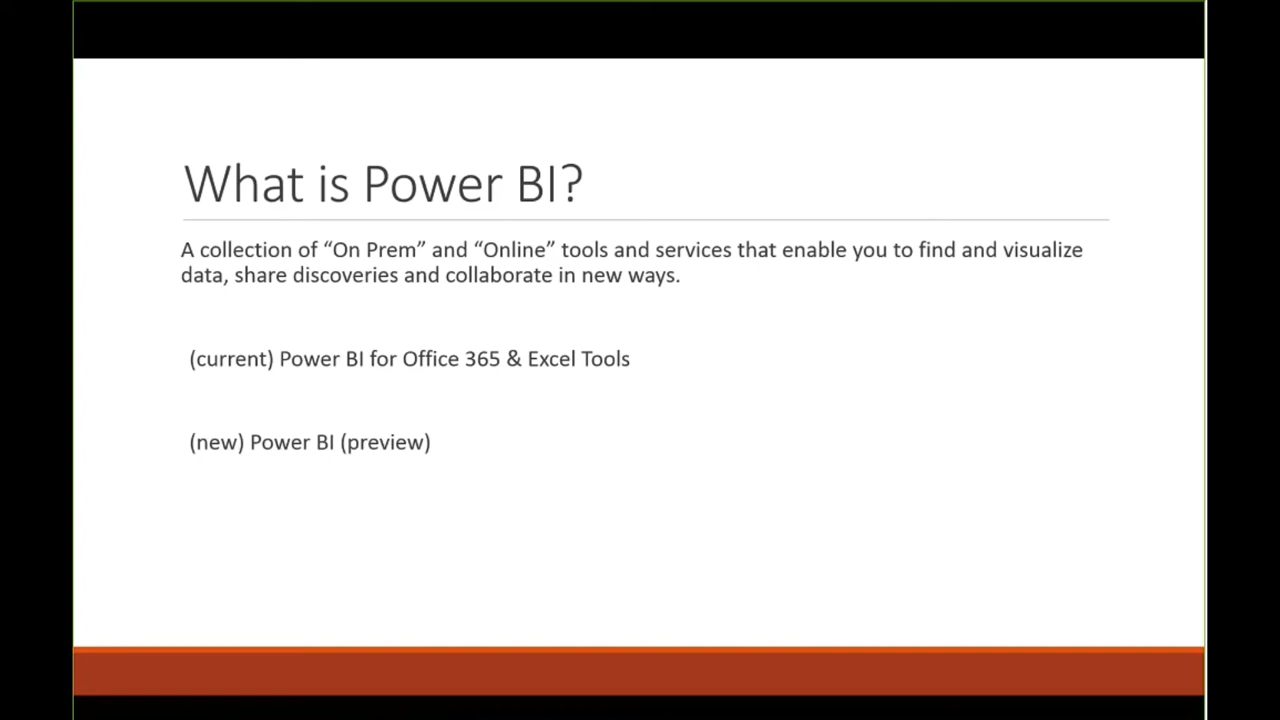 What is Power BI?
A collection of “On Prem” and “Online” tools and services that enable you to find and visualize
data, share discoveries and collaborate in new ways.
(current) Power BI for Office 365 & Excel Tools
(new) Power BI (preview)